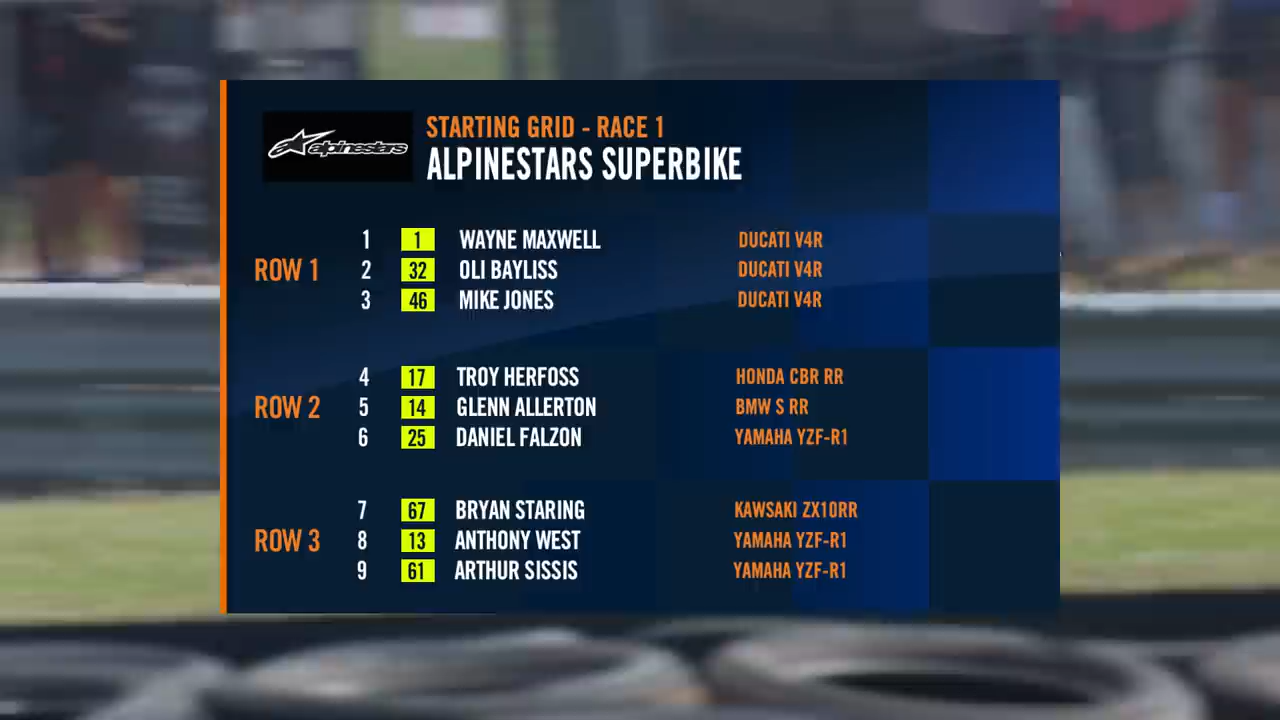 alpinestars
STARTING GRID - RACE 1
ALPINESTARS SUPERBIKE
ROW 1
1 1 WAYNE MAXWELL DUCATI V4R
2 32 OLI BAYLISS DUCATI V4R
3 46 MIKE JONES DUCATI V4R
ROW 2
4 17 TROY HERFOSS HONDA CBR RR
5 14 GLENN ALLERTON BMW S RR
6 25 DANIEL FALZON YAMAHA YZF-R1
ROW 3
7 67 BRYAN STARING KAWSAKI ZX10RR
8 13 ANTHONY WEST YAMAHA YZF-R1
9 61 ARTHUR SISSIS YAMAHA YZF-R1